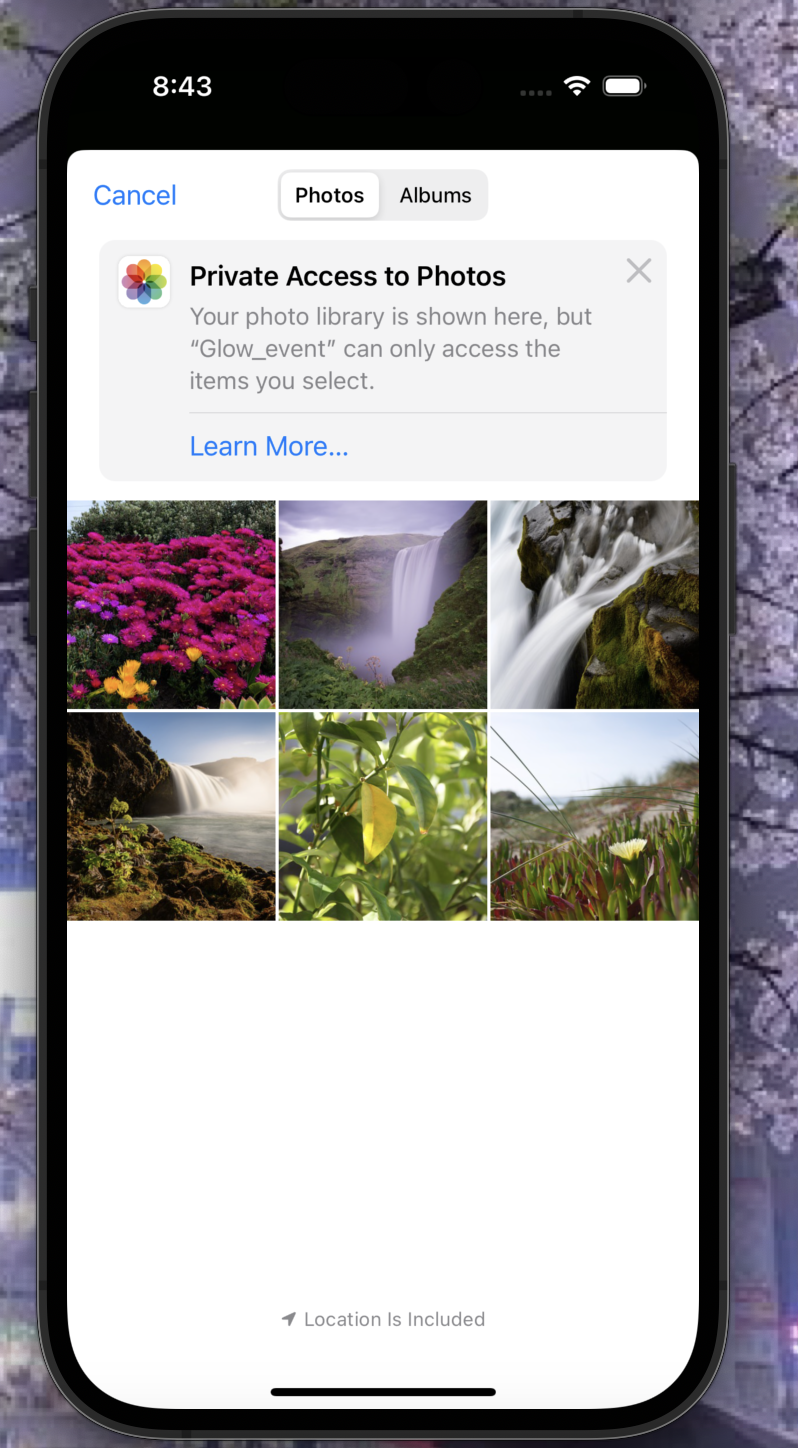 8:43
Cancel
Photos
Albums
Private Access to Photos
Your photo library is shown here, but
“Glow_event” can only access the
items you select.
Learn More...
Location Is Included